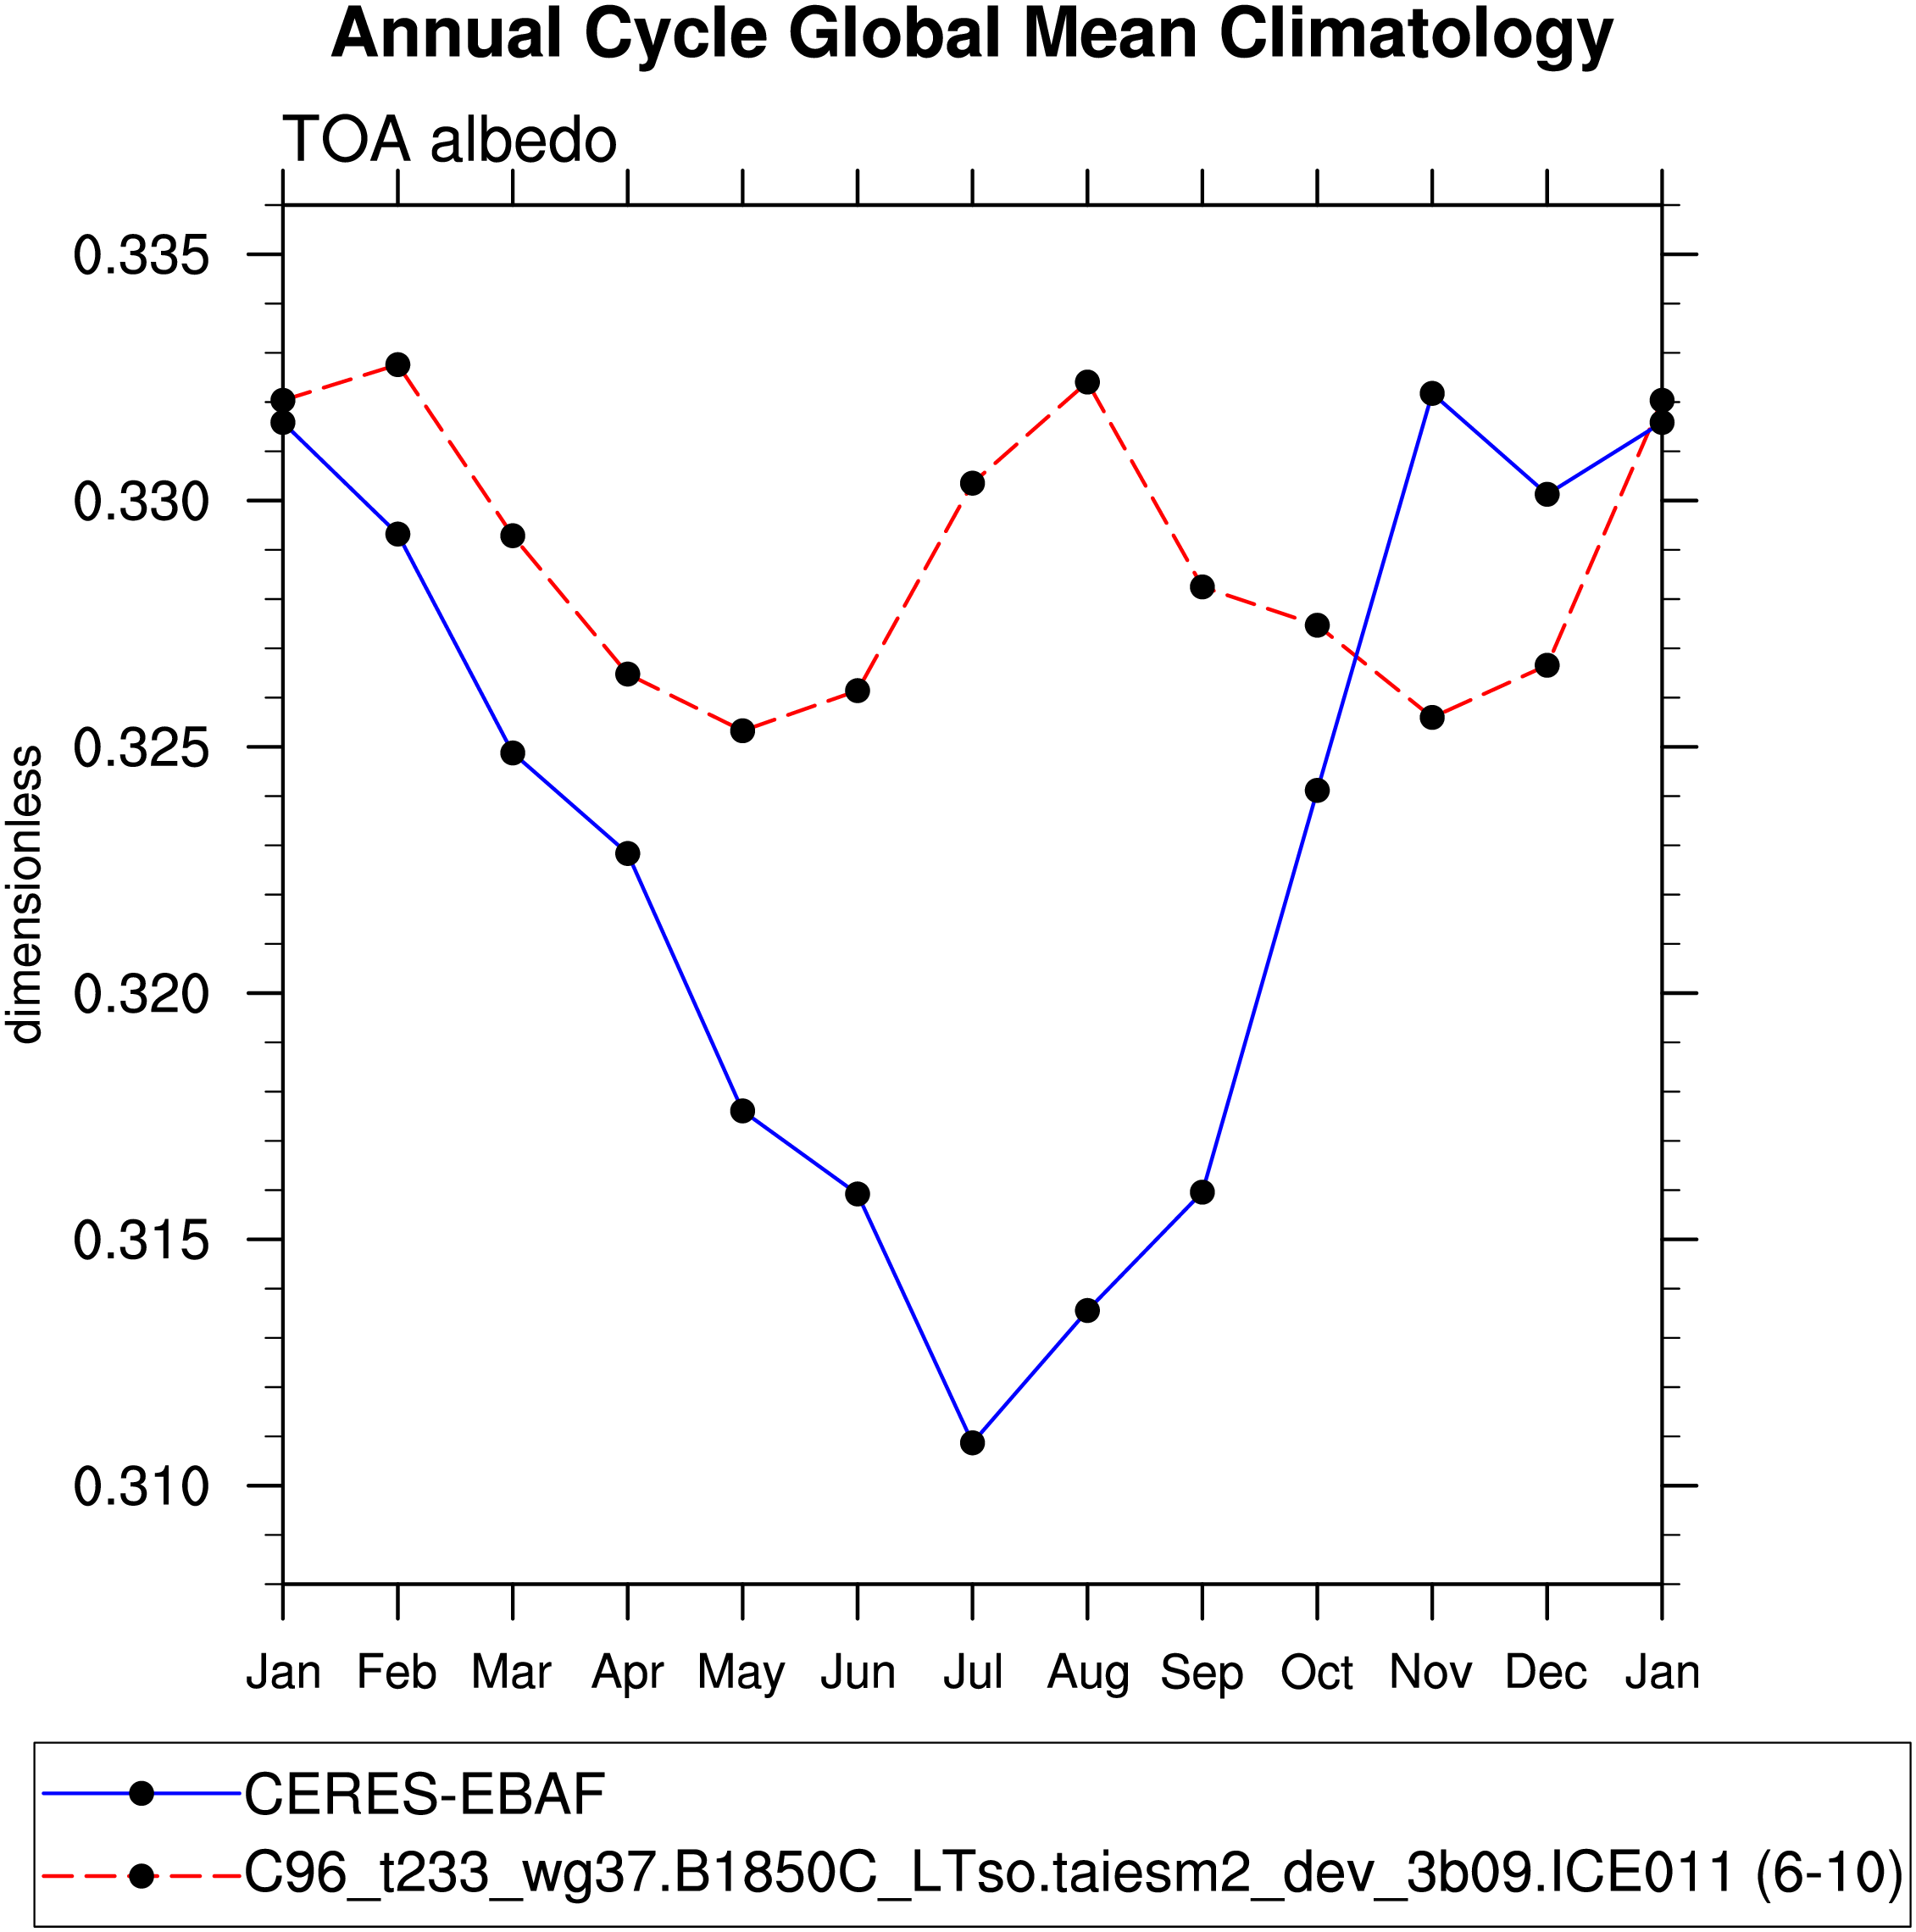 Annual Cycle Global Mean Climatology
TOA albedo
0.335
0.330
0.325
0.320
0.315
0.310
dimensionless
Jan Feb Mar Apr May Jun Jul Aug Sep Oct Nov Dec Jan
CERES-EBAF
C96_t233_wg37.B1850C_LTso.taiesm2_dev_3b09.ICE011 (6-10)